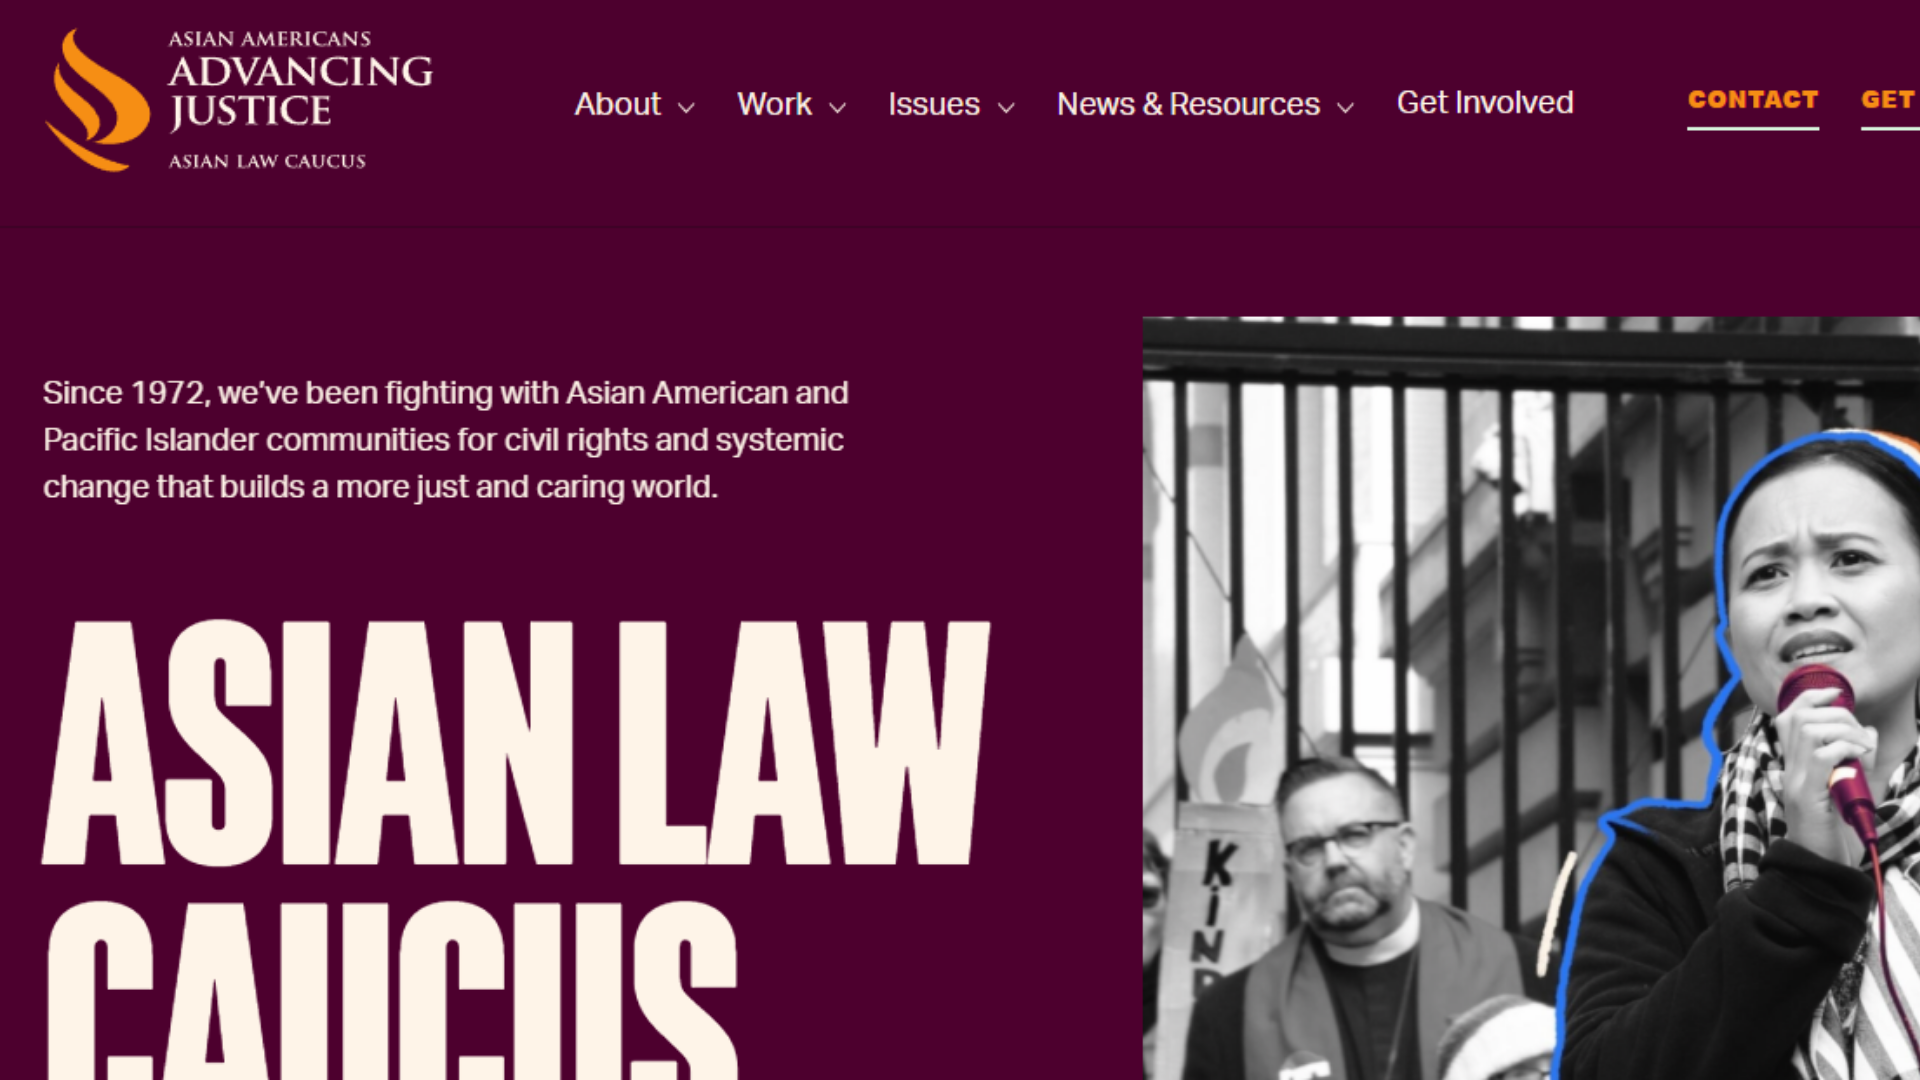 ASIAN AMERICANS
ADVANCING
JUSTICE
ASIAN LAW CAUCUS
About
Work
Issues
News & Resources
Get Involved
CONTACT
GET
Since 1972, we've been fighting with Asian American and
Pacific Islander communities for civil rights and systemic
change that builds a more just and caring world.
ASIAN LAW
CAUCUS
KiND